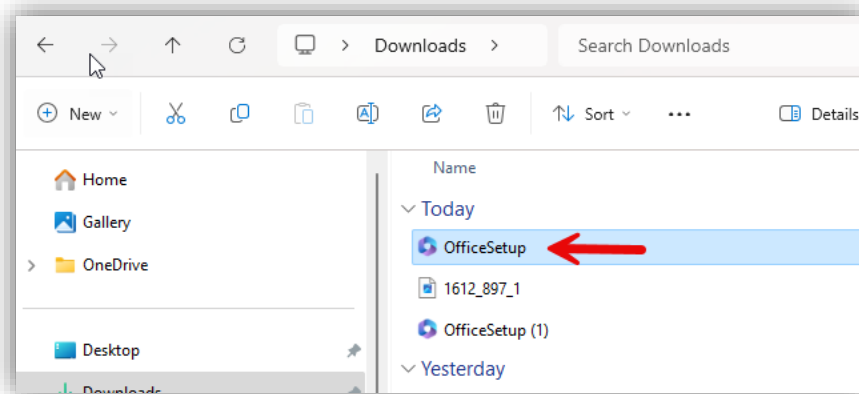 Downloads
Search Downloads
New
Sort
Details
Home
Gallery
OneDrive
Desktop
Downloads
Name
Today
OfficeSetup
1612_897_1
OfficeSetup (1)
Yesterday